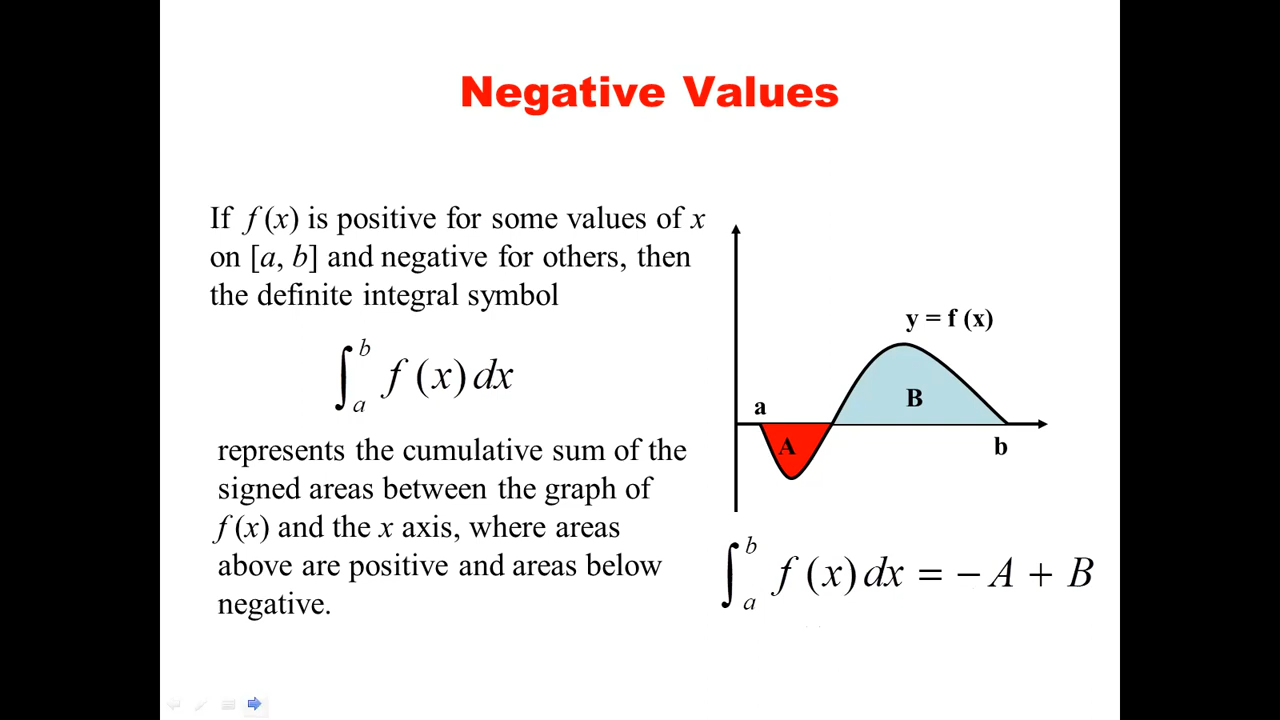 Negative Values
If f (x) is positive for some values of x
on [a, b] and negative for others, then
the definite integral symbol
∫_a^b f (x) dx
represents the cumulative sum of the
signed areas between the graph of
f (x) and the x axis, where areas
above are positive and areas below
negative.
y = f (x)
B
a
A
b
∫_a^b f (x) dx = − A + B